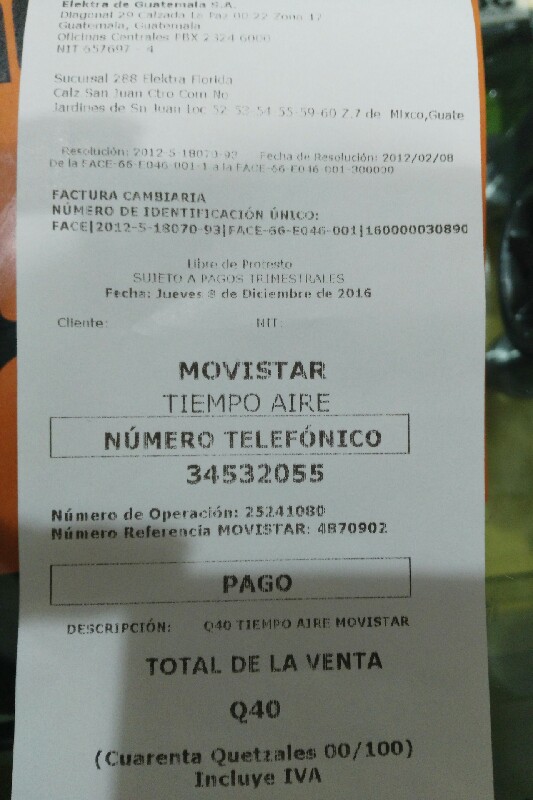 Elektra de Guatemala S.A.
Diagonal 29 Calzada La Paz 00-22 Zona 17
Guatemala, Guatemala
Oficinas Centrales PBX 2324 6000
NIT 657697 - 4
Sucursal 288 Elektra Florida
Calz San Juan Ctro Com No
Jardines de Sn Juan Loc 52-53-54-55-59-60 Z.7 de Mixco,Guate
Resolución: 2012-5-18070-93 Fecha de Resolución: 2012/02/08
De la FACE-66-E046-001-1 a la FACE-66-E046-001-300000
FACTURA CAMBIARIA
NÚMERO DE IDENTIFICACIÓN ÚNICO:
FACE|2012-5-18070-93|FACE-66-E046-001|160000030890
Libre de Protesto
SUJETO A PAGOS TRIMESTRALES
Fecha: Jueves 8 de Diciembre de 2016
Cliente: NIT:
MOVISTAR
TIEMPO AIRE
NÚMERO TELEFÓNICO
34532055
Número de Operación: 25241080
Número Referencia MOVISTAR: 4870902
PAGO
DESCRIPCIÓN: Q40 TIEMPO AIRE MOVISTAR
TOTAL DE LA VENTA
Q40
(Cuarenta Quetzales 00/100)
Incluye IVA